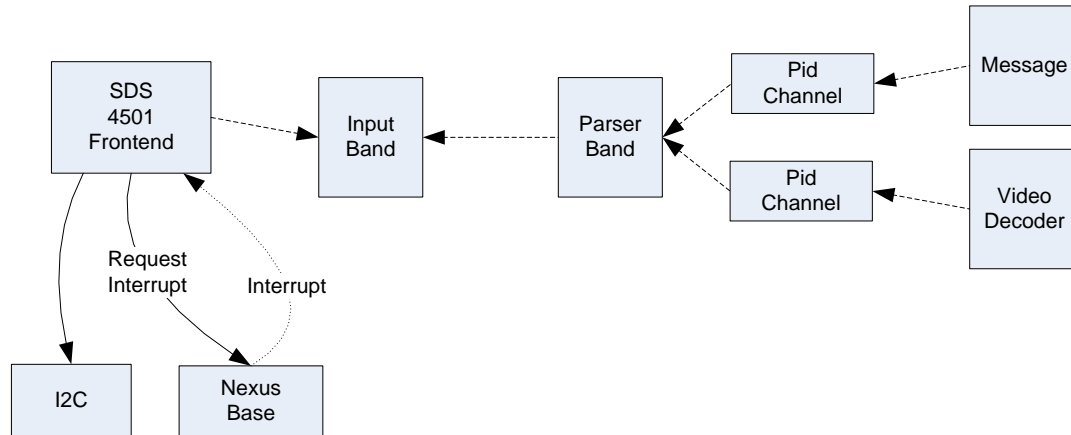 SDS
4501
Frontend
Input
Band
Parser
Band
Pid
Channel
Message
Pid
Channel
Video
Decoder
Request
Interrupt
Interrupt
I2C
Nexus
Base